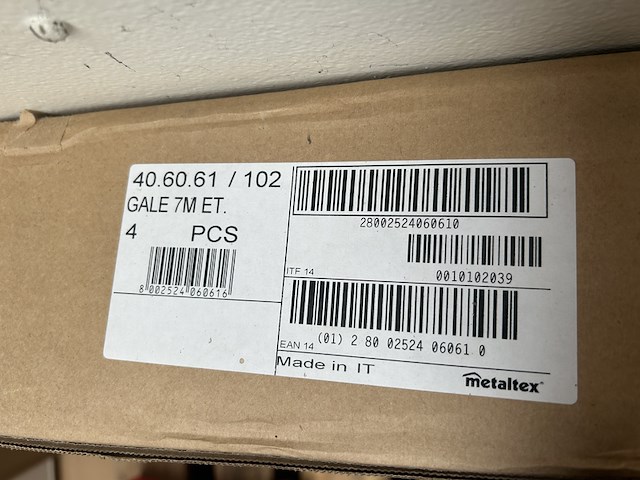 40.60.61 / 102
GALE 7M ET.
4 PCS
8 002524 060616
28002524060610
ITF 14
0010102039
EAN 14
(01) 2 80 02524 06061 0
Made in IT
metaltex®